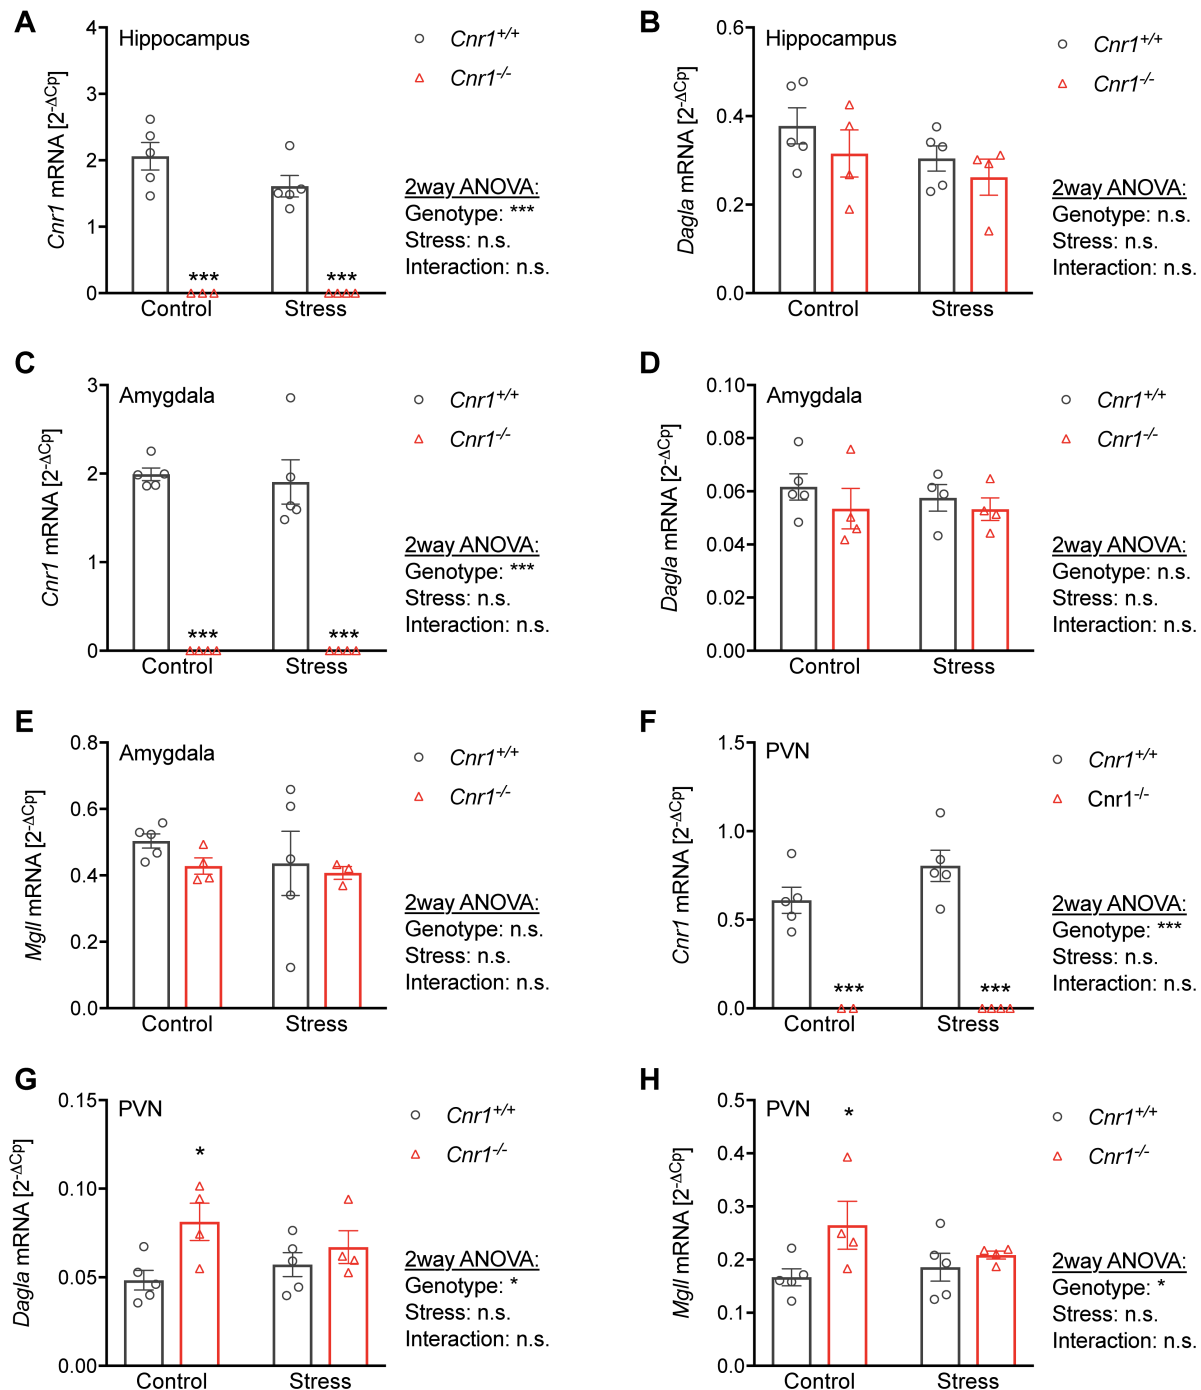 A
Hippocampus
Cnr1 mRNA [2-ΔCp]
4
3
2
1
0
Cnr1+/+
Cnr1-/-
2way ANOVA:
Genotype: ***
Stress: n.s.
Interaction: n.s.
*** ***
Control Stress
B
Hippocampus
Dagla mRNA [2-ΔCp]
0.6
0.4
0.2
0.0
Cnr1+/+
Cnr1-/-
2way ANOVA:
Genotype: n.s.
Stress: n.s.
Interaction: n.s.
Control Stress
C
Amygdala
Cnr1 mRNA [2-ΔCp]
3
2
1
0
Cnr1+/+
Cnr1-/-
2way ANOVA:
Genotype: ***
Stress: n.s.
Interaction: n.s.
*** ***
Control Stress
D
Amygdala
Dagla mRNA [2-ΔCp]
0.10
0.08
0.06
0.04
0.02
0.00
Cnr1+/+
Cnr1-/-
2way ANOVA:
Genotype: n.s.
Stress: n.s.
Interaction: n.s.
Control Stress
E
Amygdala
Mgll mRNA [2-ΔCp]
0.8
0.6
0.4
0.2
0.0
Cnr1+/+
Cnr1-/-
2way ANOVA:
Genotype: n.s.
Stress: n.s.
Interaction: n.s.
Control Stress
F
PVN
Cnr1 mRNA [2-ΔCp]
1.5
1.0
0.5
0.0
Cnr1+/+
Cnr1-/-
2way ANOVA:
Genotype: ***
Stress: n.s.
Interaction: n.s.
*** ***
Control Stress
G
PVN
Dagla mRNA [2-ΔCp]
0.15
0.10
0.05
0.00
Cnr1+/+
Cnr1-/-
*
2way ANOVA:
Genotype: *
Stress: n.s.
Interaction: n.s.
Control Stress
H
PVN
Mgll mRNA [2-ΔCp]
0.5
0.4
0.3
0.2
0.1
0.0
Cnr1+/+
Cnr1-/-
*
2way ANOVA:
Genotype: *
Stress: n.s.
Interaction: n.s.
Control Stress